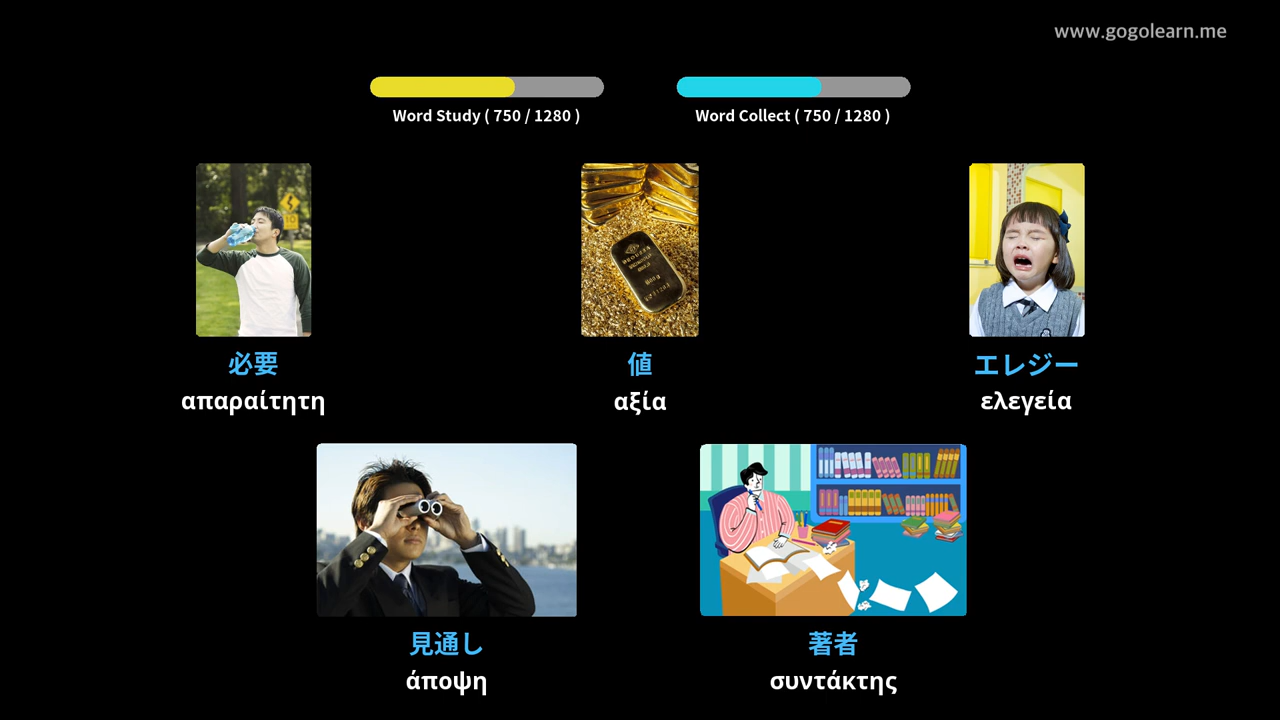 www.gogolearn.me
Word Study ( 750 / 1280 )
Word Collect ( 750 / 1280 )
必要
απαραίτητη
値
αξία
エレジー
ελεγεία
見通し
άποψη
著者
συντάκτης